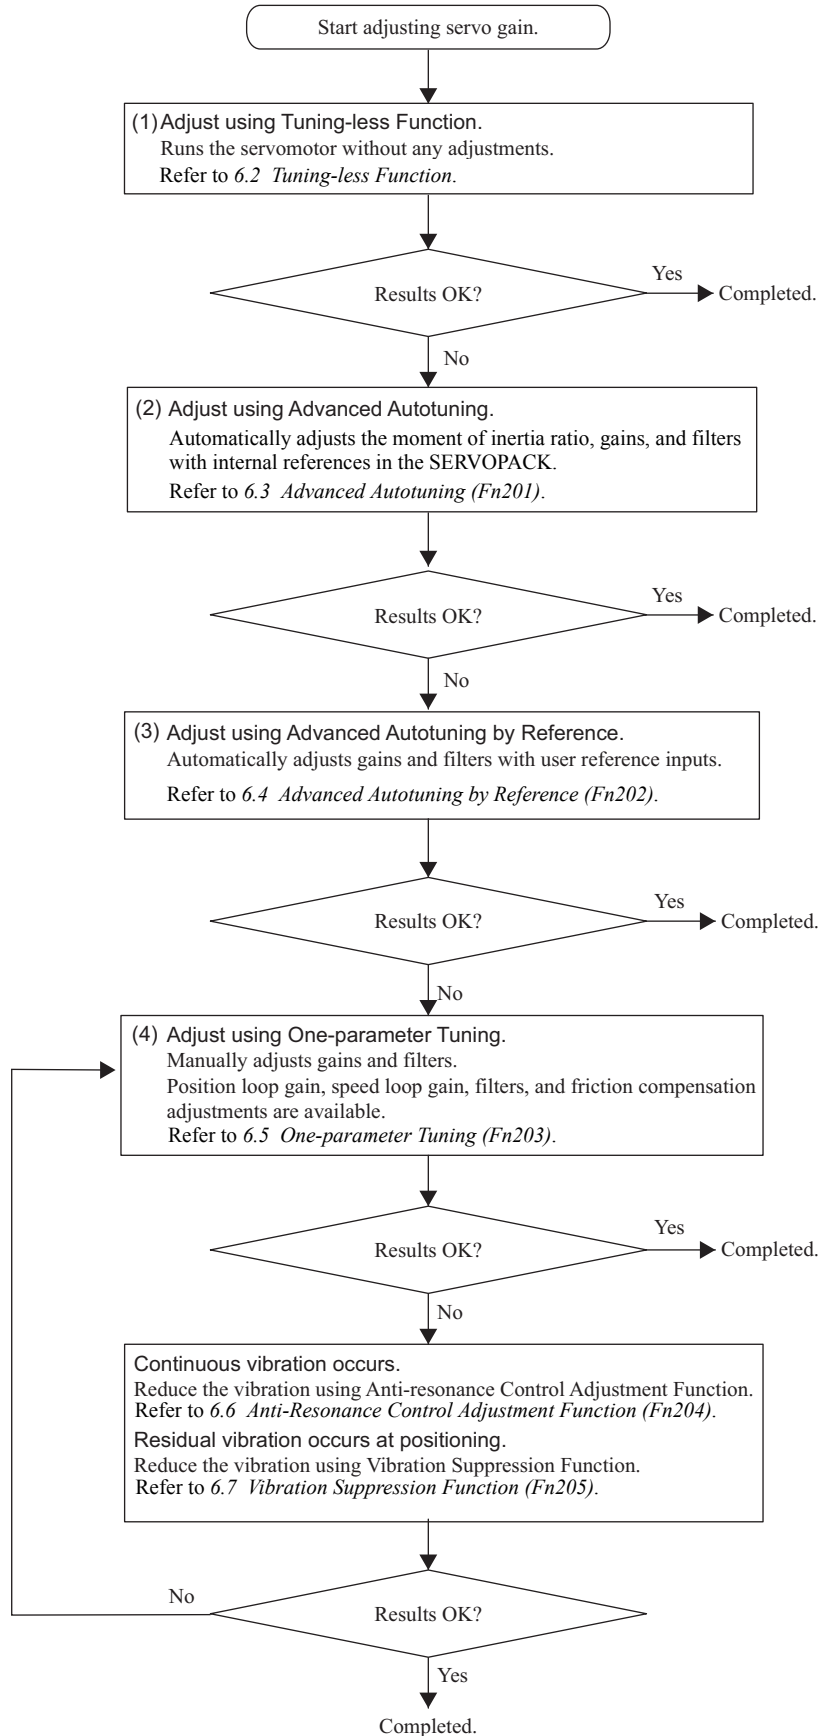 Start adjusting servo gain.
(1) Adjust using Tuning-less Function.
Runs the servomotor without any adjustments.
Refer to 6.2 Tuning-less Function.
Results OK?
Yes
Completed.
No
(2) Adjust using Advanced Autotuning.
Automatically adjusts the moment of inertia ratio, gains, and filters
with internal references in the SERVOPACK.
Refer to 6.3 Advanced Autotuning (Fn201).
Results OK?
Yes
Completed.
No
(3) Adjust using Advanced Autotuning by Reference.
Automatically adjusts gains and filters with user reference inputs.
Refer to 6.4 Advanced Autotuning by Reference (Fn202).
Results OK?
Yes
Completed.
No
(4) Adjust using One-parameter Tuning.
Manually adjusts gains and filters.
Position loop gain, speed loop gain, filters, and friction compensation
adjustments are available.
Refer to 6.5 One-parameter Tuning (Fn203).
Results OK?
Yes
Completed.
No
Continuous vibration occurs.
Reduce the vibration using Anti-resonance Control Adjustment Function.
Refer to 6.6 Anti-Resonance Control Adjustment Function (Fn204).
Residual vibration occurs at positioning.
Reduce the vibration using Vibration Suppression Function.
Refer to 6.7 Vibration Suppression Function (Fn205).
No
Results OK?
Yes
Completed.